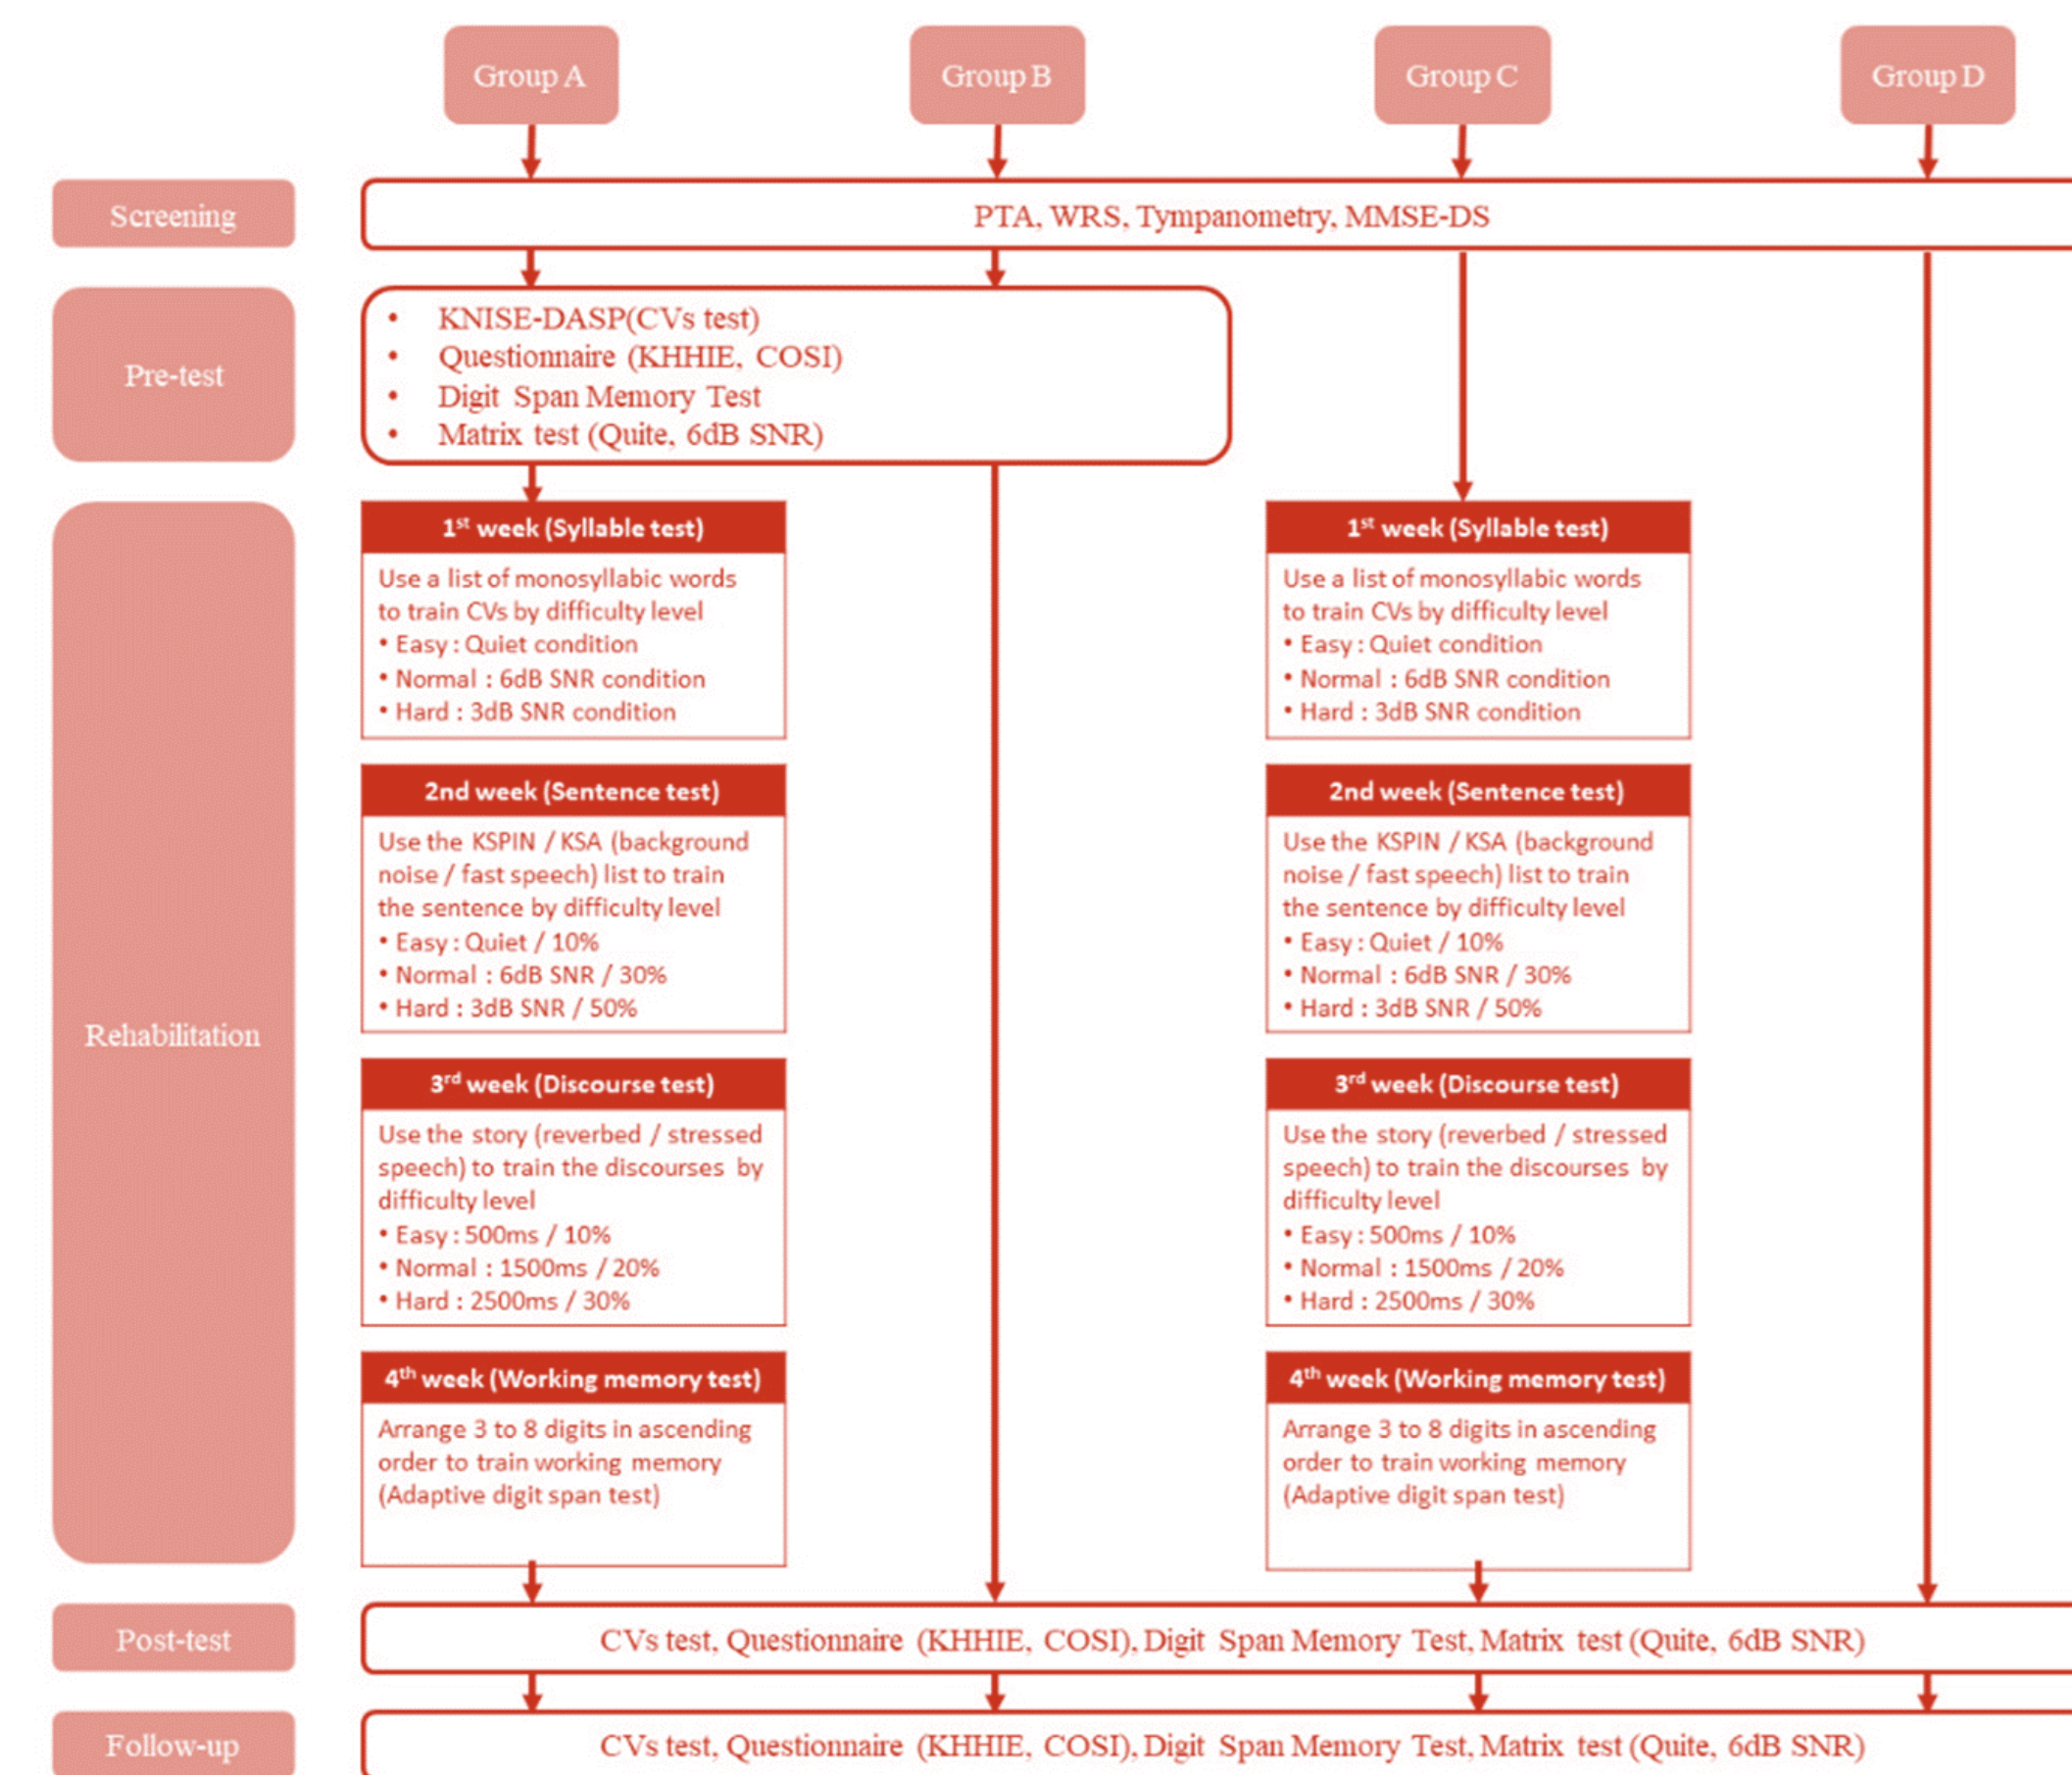 Group A
Group B
Group C
Group D
Screening
PTA, WRS, Tympanometry, MMSE-DS
Pre-test
• KNISE-DASP(CVs test)
• Questionnaire (KHHIE, COSI)
• Digit Span Memory Test
• Matrix test (Quite, 6dB SNR)
Rehabilitation
1st week (Syllable test)
Use a list of monosyllabic words
to train CVs by difficulty level
• Easy : Quiet condition
• Normal : 6dB SNR condition
• Hard : 3dB SNR condition
2nd week (Sentence test)
Use the KSPIN / KSA (background
noise / fast speech) list to train
the sentence by difficulty level
• Easy : Quiet / 10%
• Normal : 6dB SNR / 30%
• Hard : 3dB SNR / 50%
3rd week (Discourse test)
Use the story (reverbed / stressed
speech) to train the discourses by
difficulty level
• Easy : 500ms / 10%
• Normal : 1500ms / 20%
• Hard : 2500ms / 30%
4th week (Working memory test)
Arrange 3 to 8 digits in ascending
order to train working memory
(Adaptive digit span test)
1st week (Syllable test)
Use a list of monosyllabic words
to train CVs by difficulty level
• Easy : Quiet condition
• Normal : 6dB SNR condition
• Hard : 3dB SNR condition
2nd week (Sentence test)
Use the KSPIN / KSA (background
noise / fast speech) list to train
the sentence by difficulty level
• Easy : Quiet / 10%
• Normal : 6dB SNR / 30%
• Hard : 3dB SNR / 50%
3rd week (Discourse test)
Use the story (reverbed / stressed
speech) to train the discourses by
difficulty level
• Easy : 500ms / 10%
• Normal : 1500ms / 20%
• Hard : 2500ms / 30%
4th week (Working memory test)
Arrange 3 to 8 digits in ascending
order to train working memory
(Adaptive digit span test)
Post-test
CVs test, Questionnaire (KHHIE, COSI), Digit Span Memory Test, Matrix test (Quite, 6dB SNR)
Follow-up
CVs test, Questionnaire (KHHIE, COSI), Digit Span Memory Test, Matrix test (Quite, 6dB SNR)